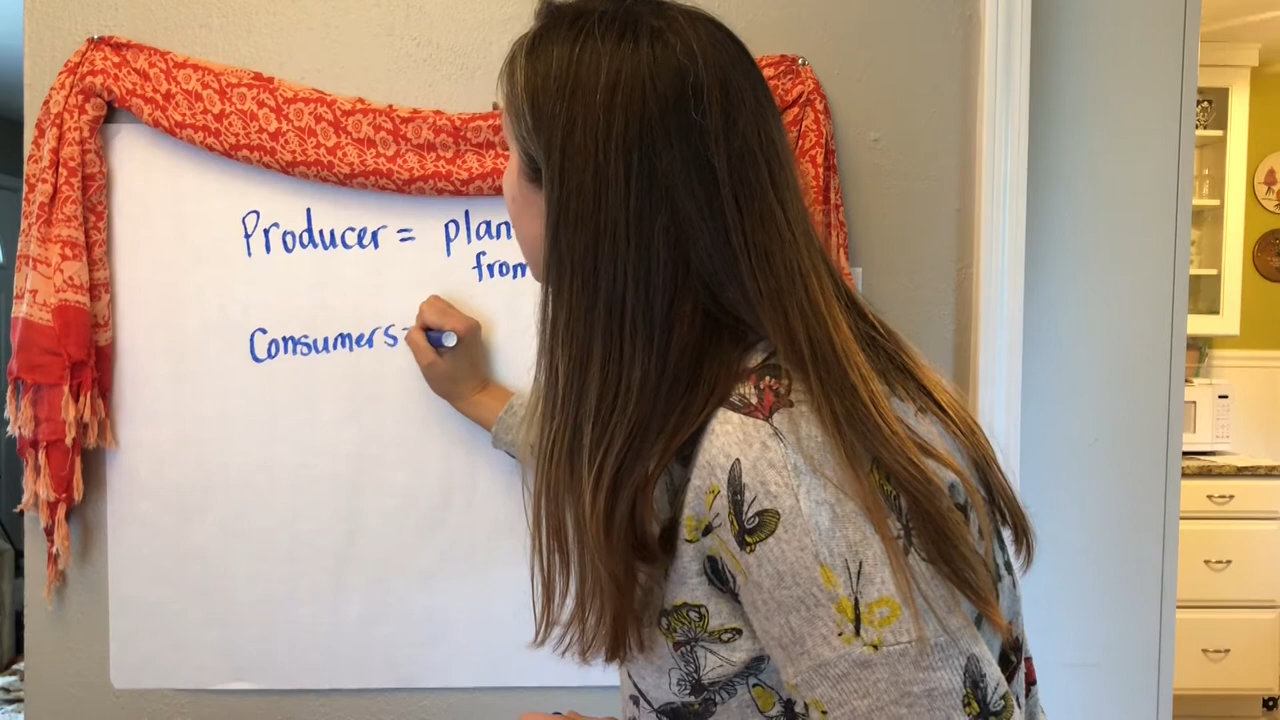 Producer = plan
from
Consumers=